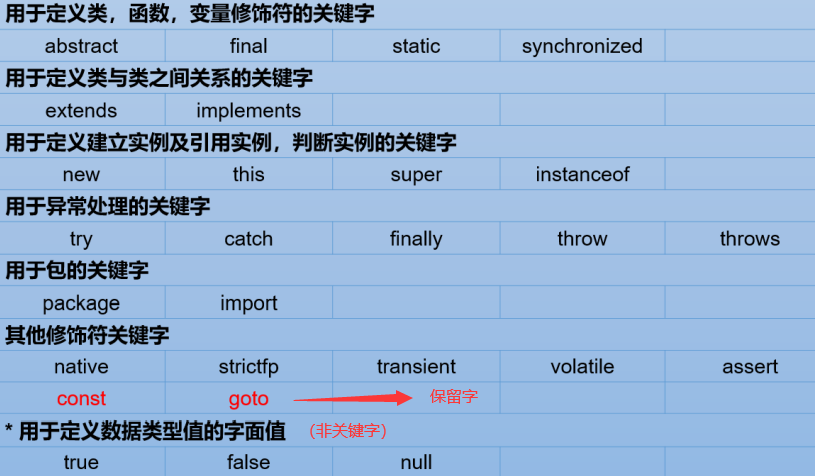 用于定义类，函数，变量修饰符的关键字
abstract final static synchronized
用于定义类与类之间关系的关键字
extends implements
用于定义建立实例及引用实例，判断实例的关键字
new this super instanceof
用于异常处理的关键字
try catch finally throw throws
用于包的关键字
package import
其他修饰符关键字
native strictfp transient volatile assert
const goto 保留字
* 用于定义数据类型值的字面值 （非关键字）
true false null